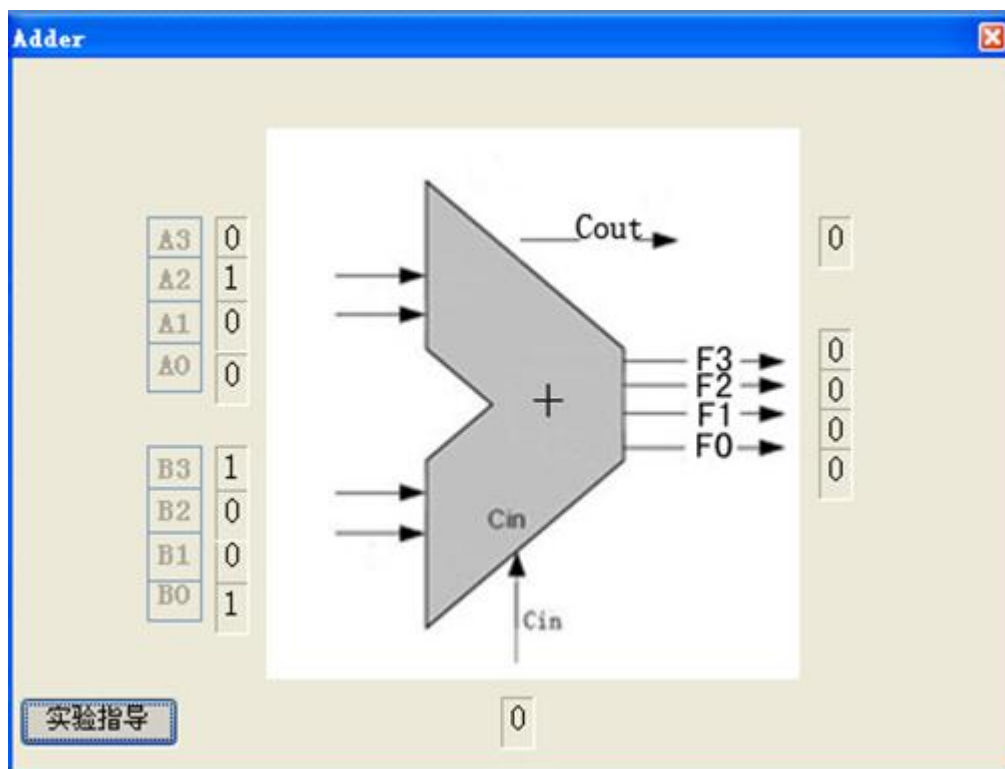 Adder
A3 0
A2 1
A1 0
A0 0
B3 1
B2 0
B1 0
B0 1
Cout
0
F3 0
F2 0
F1 0
F0 0
+
Cin
Cin
0
实验指导